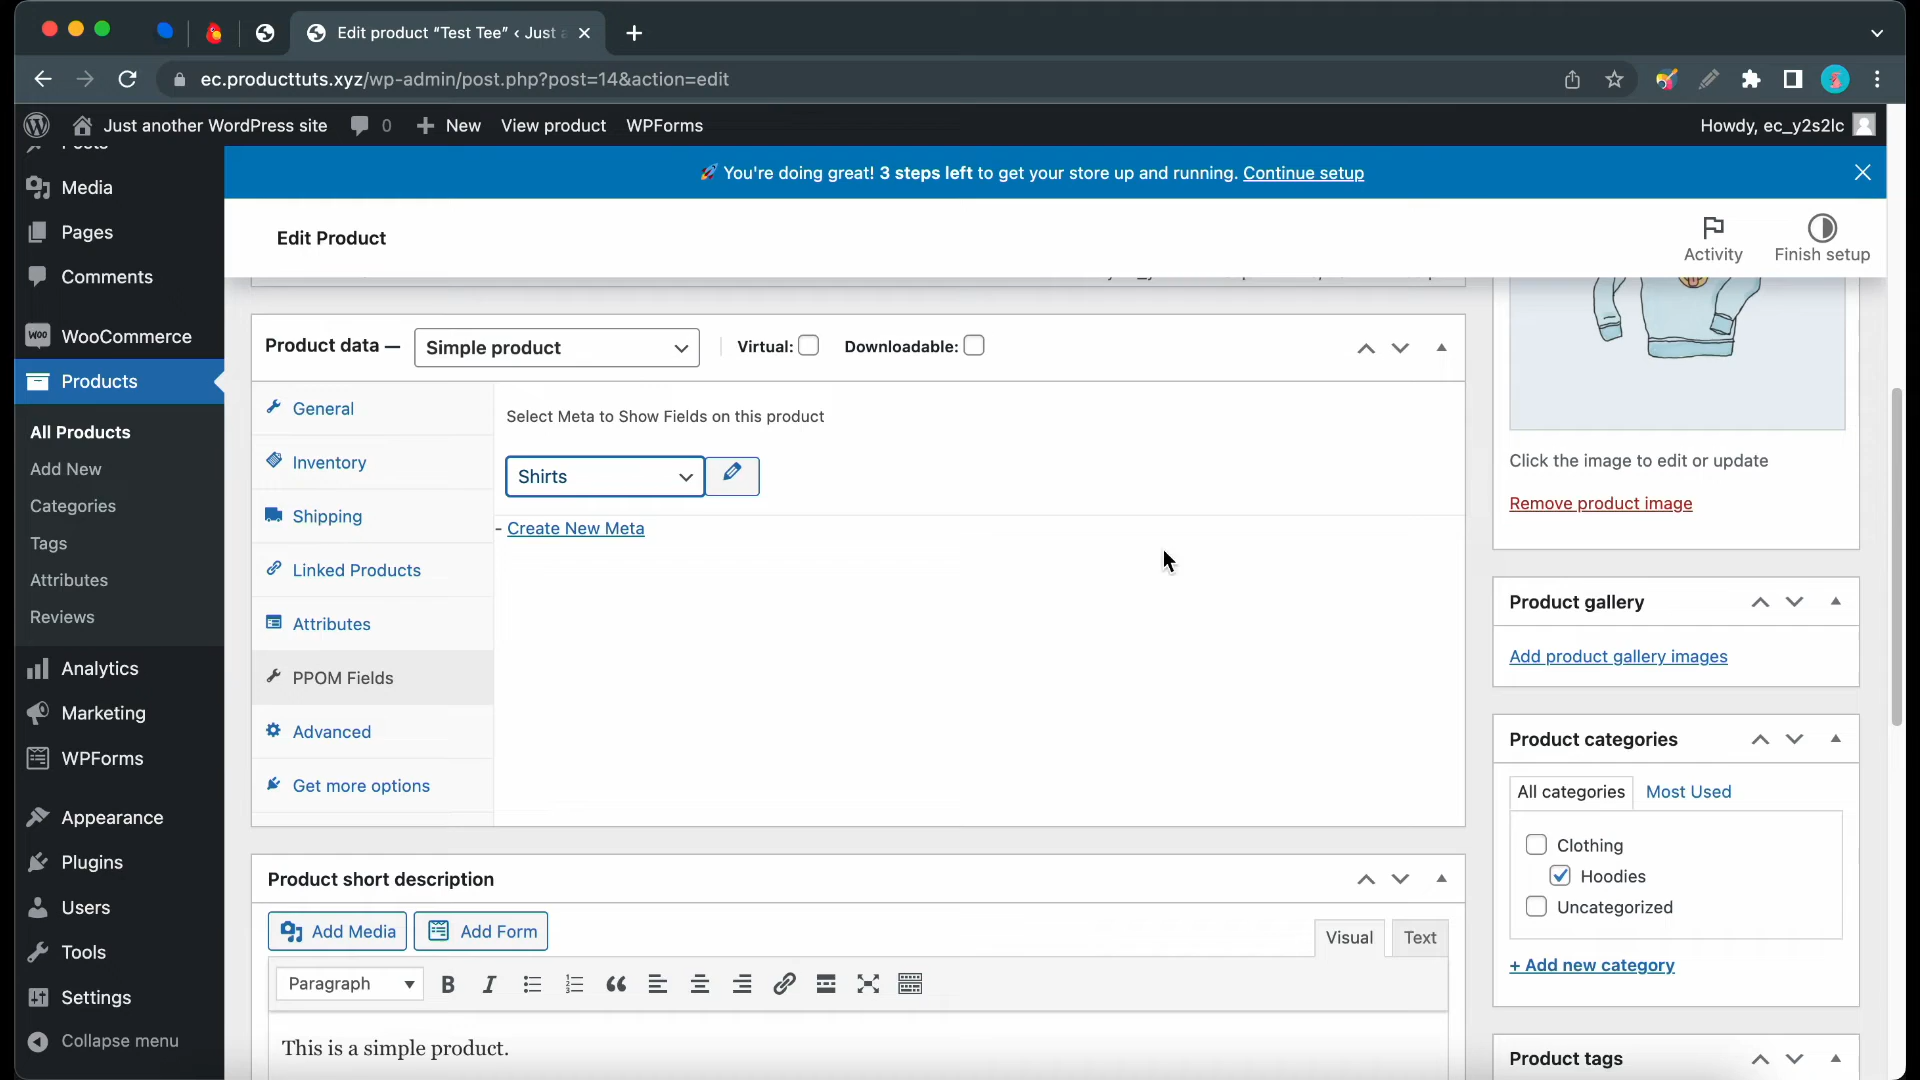 Edit product “Test Tee” ‹ Just
ec.producttuts.xyz/wp-admin/post.php?post=14&action=edit
Just another WordPress site 0 New View product WPForms Howdy, ec_y2s2lc
Posts
Media
Pages
Comments
WooCommerce
Products
All Products
Add New
Categories
Tags
Attributes
Reviews
Analytics
Marketing
WPForms
Appearance
Plugins
Users
Tools
Settings
Collapse menu
You're doing great! 3 steps left to get your store up and running. Continue setup
Edit Product
Activity
Finish setup
Product data — Simple product Virtual: Downloadable:
General
Inventory
Shipping
Linked Products
Attributes
PPOM Fields
Advanced
Get more options
Select Meta to Show Fields on this product
Shirts
- Create New Meta
Product short description
Add Media Add Form
Visual Text
Paragraph
This is a simple product.
Click the image to edit or update
Remove product image
Product gallery
Add product gallery images
Product categories
All categories Most Used
Clothing
Hoodies
Uncategorized
+ Add new category
Product tags